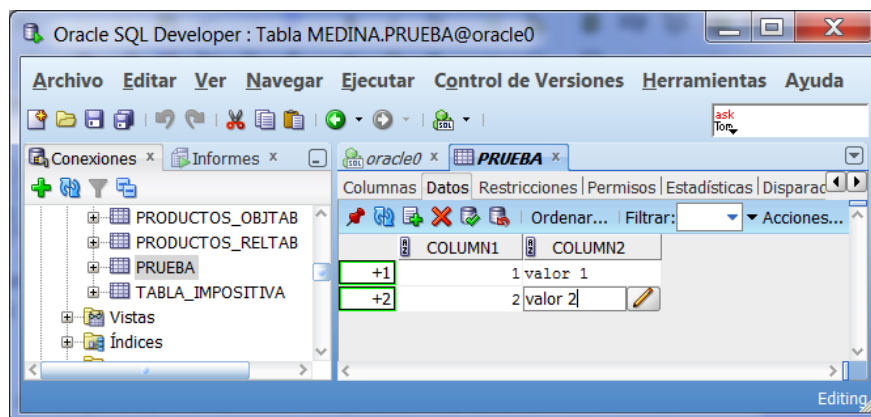 Oracle SQL Developer : Tabla MEDINA.PRUEBA@oracle0
Archivo Editar Ver Navegar Ejecutar Control de Versiones Herramientas Ayuda
SQL
ask
Tom
Conexiones x Informes x
oracle0 x PRUEBA x
Columnas Datos Restricciones | Permisos | Estadísticas | Disparac
Ordenar... Filtrar: Acciones...
COLUMN1 COLUMN2
+1 1 valor 1
+2 2 valor 2
PRODUCTOS_OBJTAB
PRODUCTOS_RELTAB
PRUEBA
TABLA_IMPOSITIVA
Vistas
Índices
Editing